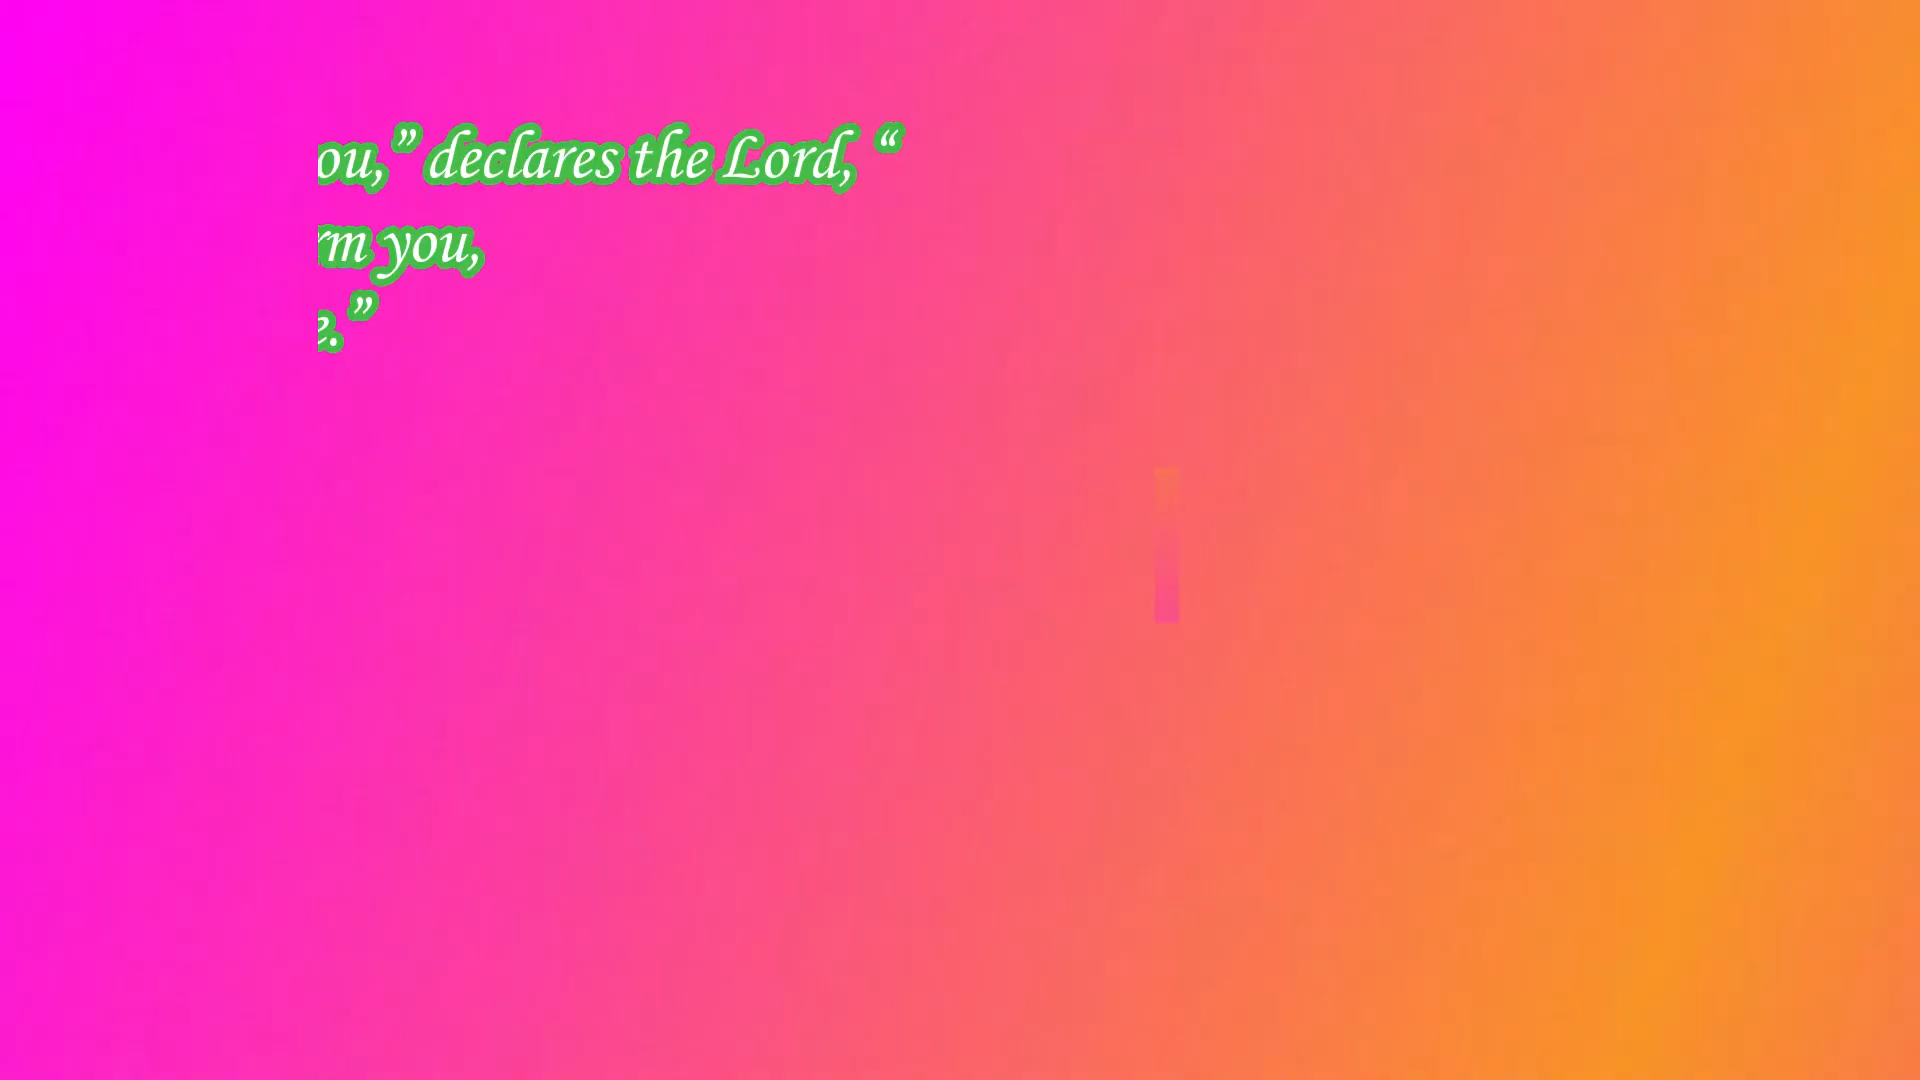 ou,” declares the Lord, “
rm you,
e.”